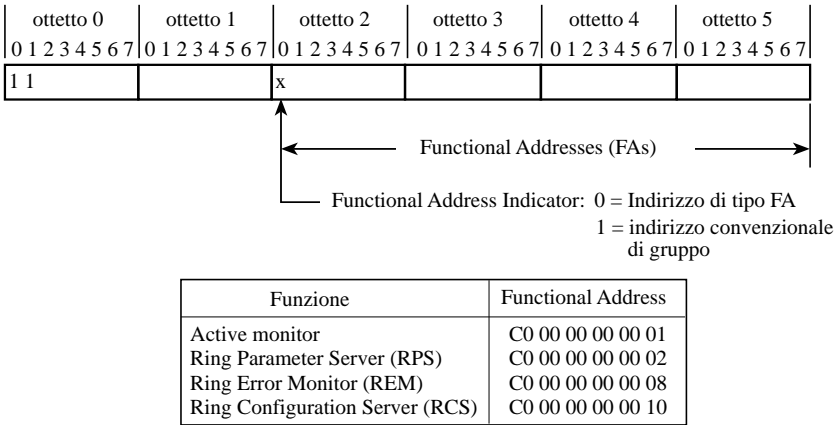 ottetto 0 ottetto 1 ottetto 2 ottetto 3 ottetto 4 ottetto 5
0 1 2 3 4 5 6 7 0 1 2 3 4 5 6 7 0 1 2 3 4 5 6 7 0 1 2 3 4 5 6 7 0 1 2 3 4 5 6 7 0 1 2 3 4 5 6 7
1 1 x
Functional Addresses (FAs)
Functional Address Indicator: 0 = Indirizzo di tipo FA
1 = indirizzo convenzionale
di gruppo
Funzione Functional Address
Active monitor C0 00 00 00 00 01
Ring Parameter Server (RPS) C0 00 00 00 00 02
Ring Error Monitor (REM) C0 00 00 00 00 08
Ring Configuration Server (RCS) C0 00 00 00 00 10